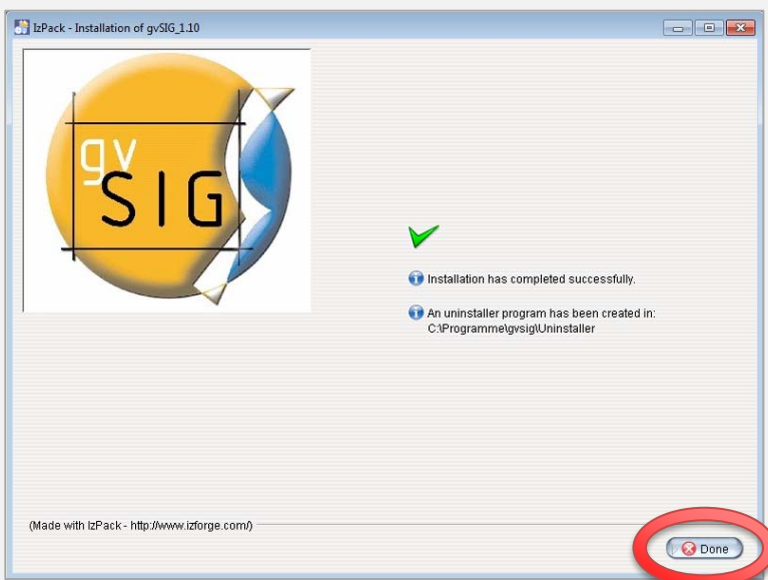 IzPack - Installation of gvSIG_1.10
gv
SIG
Installation has completed successfully.
An uninstaller program has been created in:
C:\Programme\gvsig\Uninstaller
(Made with IzPack - http://www.izforge.com/)
Done